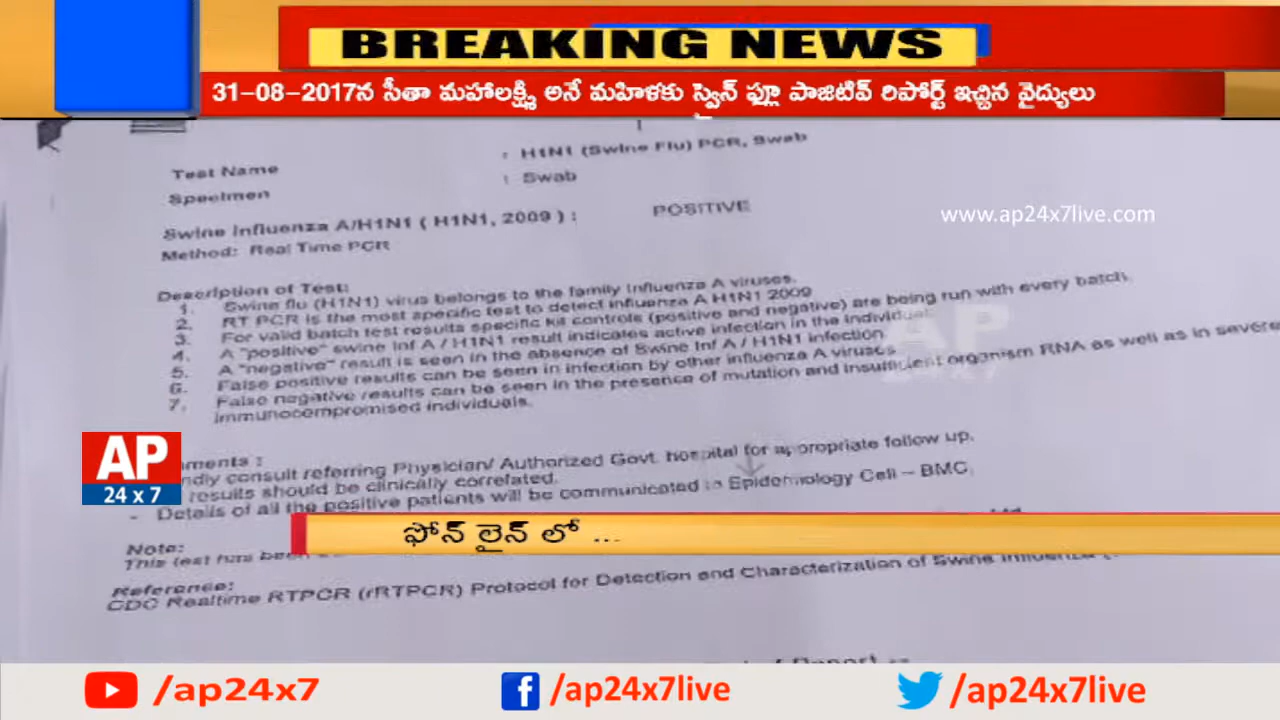 BREAKING NEWS
31-08-2017న సీతా మహాలక్ష్మి అనే మహిళకు స్వైన్ ఫ్లూ పాజిటివ్ రిపోర్ట్ ఇచ్చిన వైద్యులు
Test Name : H1N1 (Swine Flu) PCR, Swab
Specimen : Swab
Swine Influenza A/H1N1 ( H1N1, 2009 ) : POSITIVE
Method: Real Time PCR
www.ap24x7live.com
Description of Test:
1. Swine flu (H1N1) virus belongs to the family Influenza A viruses.
2. RT PCR is the most specific test to detect influenza A H1N1 2009
3. For valid batch test results specific kit controls (positive and negative) are being run with every batch.
4. A "positive" swine Inf A / H1N1 result indicates active infection in the individual.
5. A "negative" result is seen in the absence of Swine Inf A / H1N1 infection
6. False positive results can be seen in infection by other influenza A viruses
7. False negative results can be seen in the presence of mutation and insufficient organism RNA as well as in severe
immunocompromised individuals.
AP
24 x 7
ments :
ndly consult referring Physician/ Authorized Govt. hospital for appropriate follow up.
results should be clinically correlated.
- Details of all the positive patients will be communicated to Epidemiology Cell – BMC.
ఫోన్ లైన్ లో ...
Note:
This test has been
Reference:
CDC Realtime RTPCR (rRTPCR) Protocol for Detection and Characterization of Swine Influenza
/ap24x7 /ap24x7live /ap24x7live